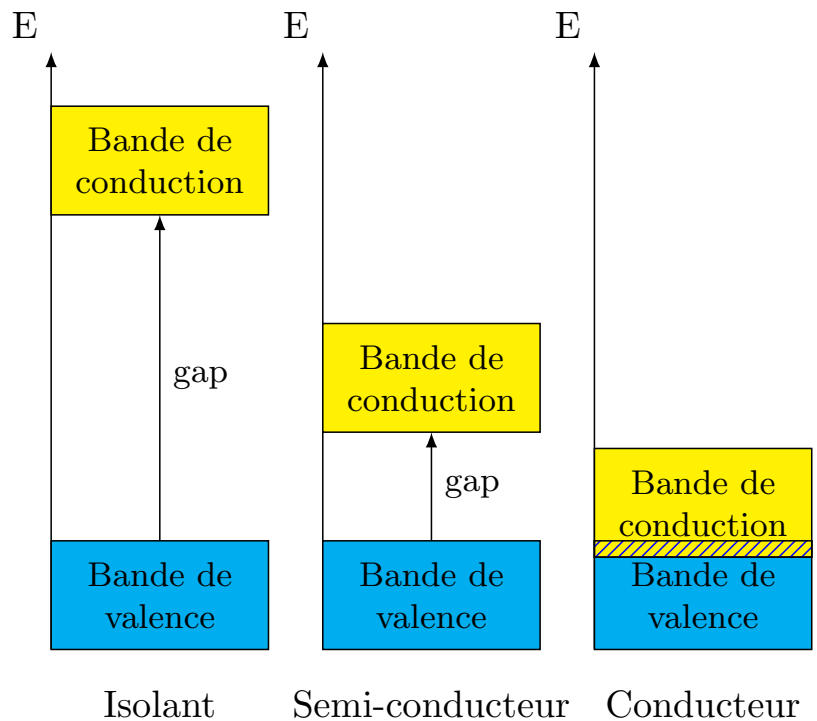 E
Bande de
conduction
gap
Bande de
valence
Isolant
E
Bande de
conduction
gap
Bande de
valence
Semi-conducteur
E
Bande de
conduction
Bande de
valence
Conducteur